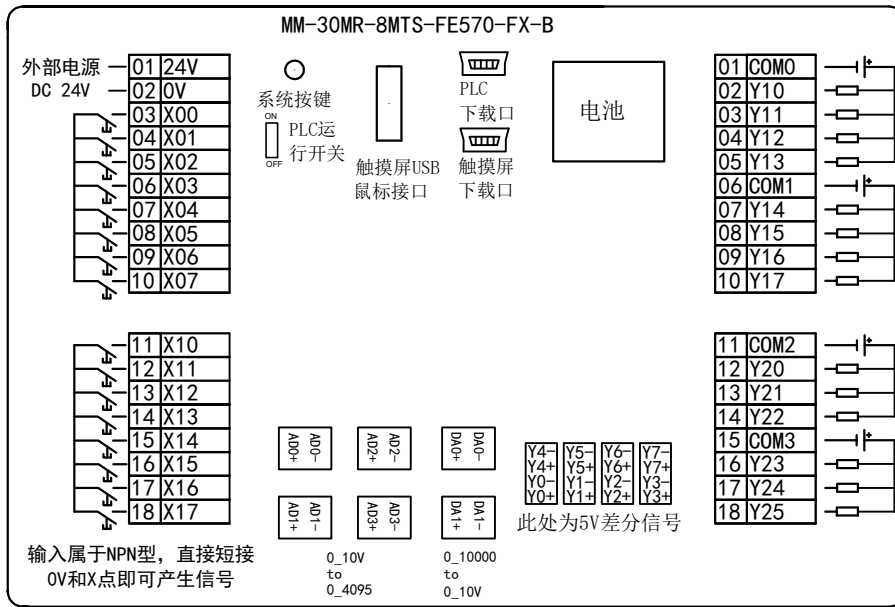 MM-30MR-8MTS-FE570-FX-B
外部电源
DC 24V
01 24V
02 0V
03 X00
04 X01
05 X02
06 X03
07 X04
08 X05
09 X06
10 X07
11 X10
12 X11
13 X12
14 X13
15 X14
16 X15
17 X16
18 X17
输入属于NPN型，直接短接
0V和X点即可产生信号
系统按键
ON
PLC运
行开关
OFF
触摸屏USB
鼠标接口
PLC
下载口
触摸屏
下载口
电池
AD0+ AD0-
AD2+ AD2-
DA0+ DA0-
AD1+ AD1-
AD3+ AD3-
DA1+ DA1-
0_10V
to
0_4095
0_10000
to
0_10V
Y4- Y5- Y6- Y7-
Y4+ Y5+ Y6+ Y7+
Y0- Y1- Y2- Y3-
Y0+ Y1+ Y2+ Y3+
此处为5V差分信号
01 COM0
02 Y10
03 Y11
04 Y12
05 Y13
06 COM1
07 Y14
08 Y15
09 Y16
10 Y17
11 COM2
12 Y20
13 Y21
14 Y22
15 COM3
16 Y23
17 Y24
18 Y25